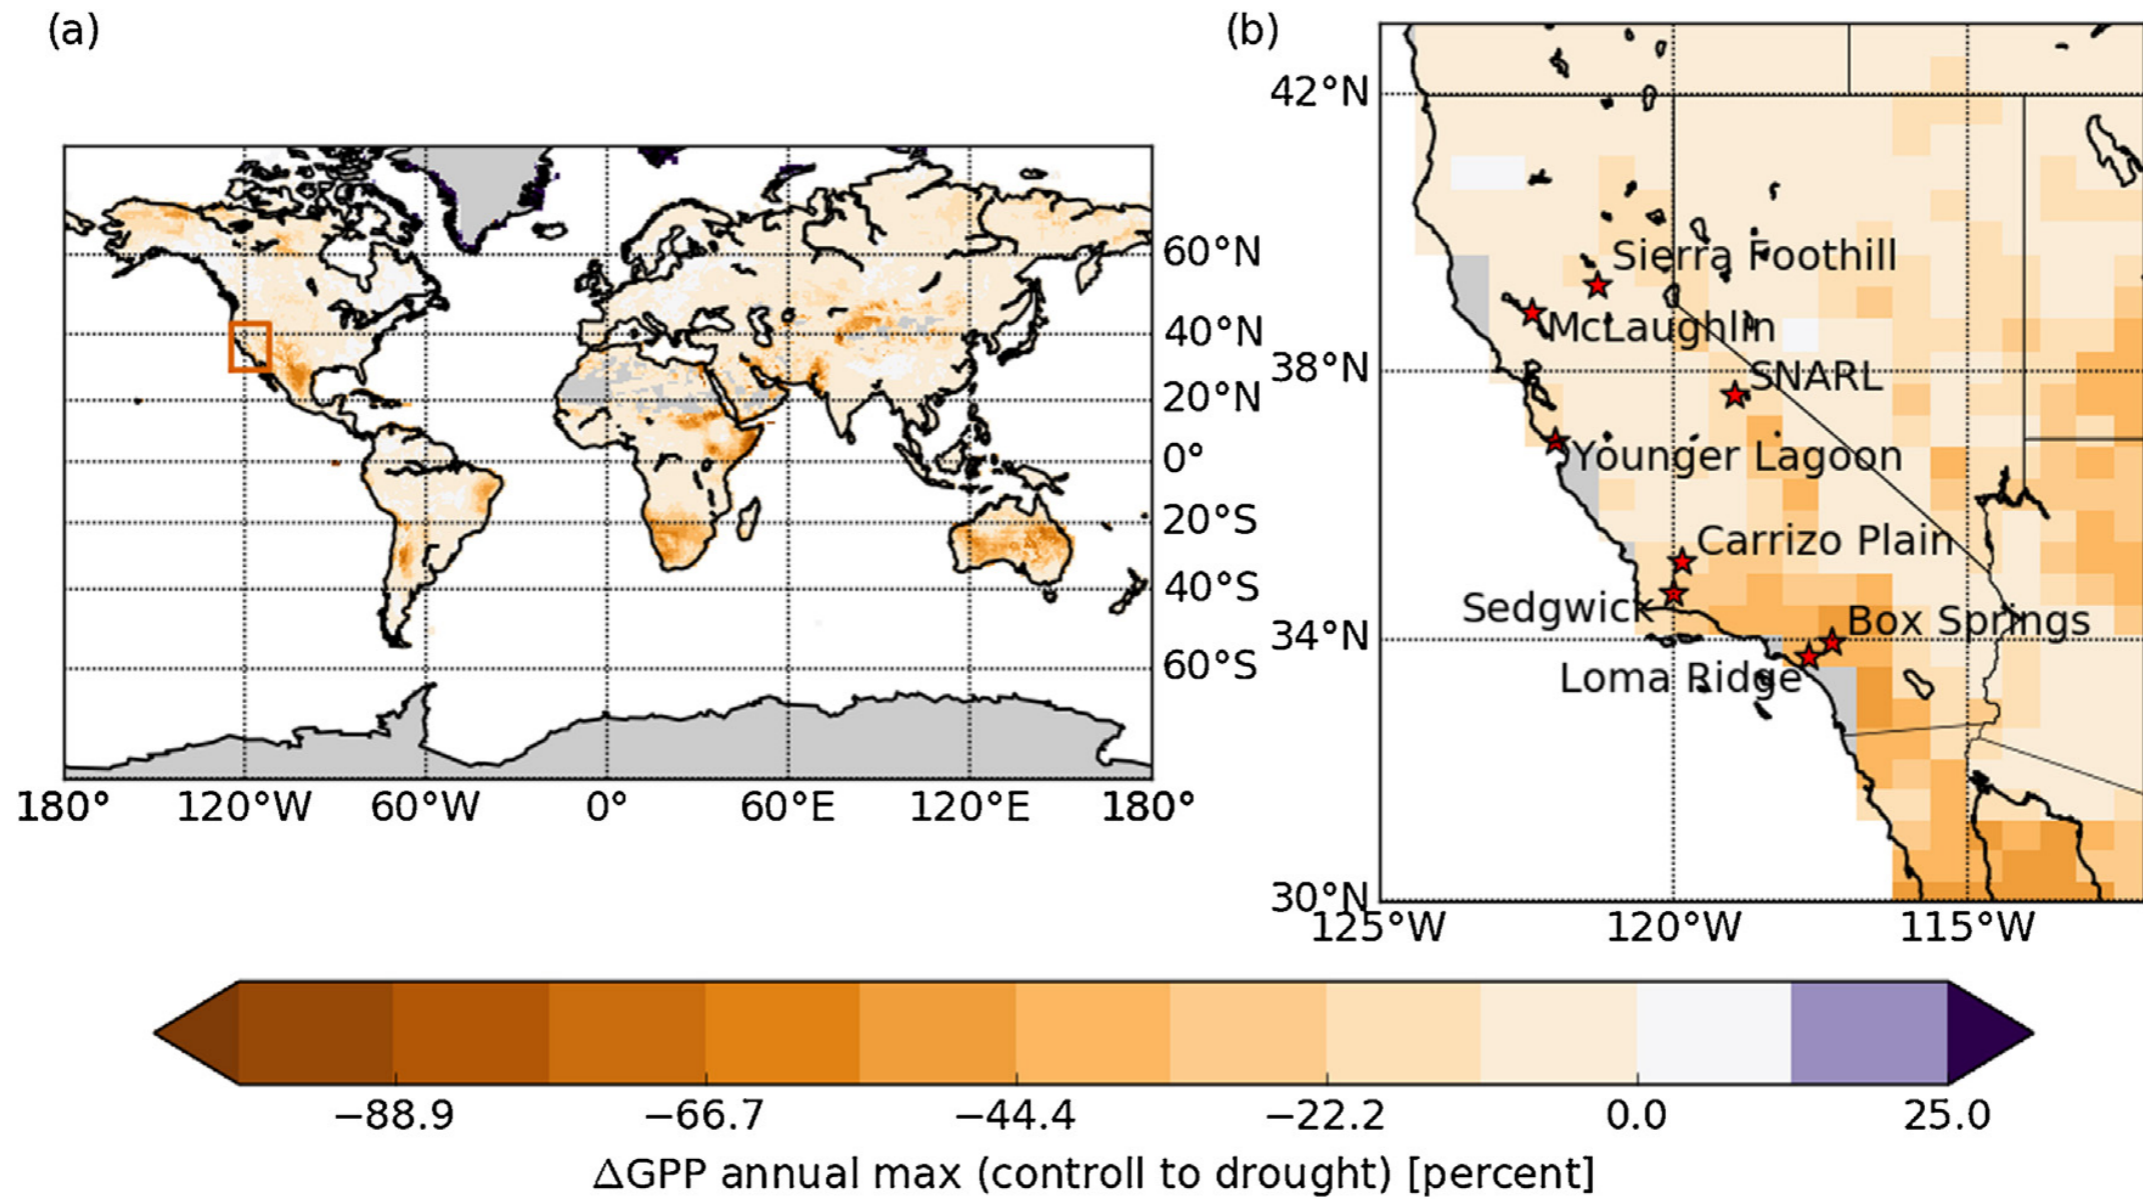 (a)
(b)
60°N
40°N
20°N
0°
20°S
40°S
60°S
180° 120°W 60°W 0° 60°E 120°E 180°
42°N
38°N
34°N
30°N
125°W 120°W 115°W
Sierra Foothill
McLaughlin
SNARL
Younger Lagoon
Carrizo Plain
Sedgwick
Box Springs
Loma Ridge
−88.9 −66.7 −44.4 −22.2 0.0 25.0
ΔGPP annual max (controll to drought) [percent]